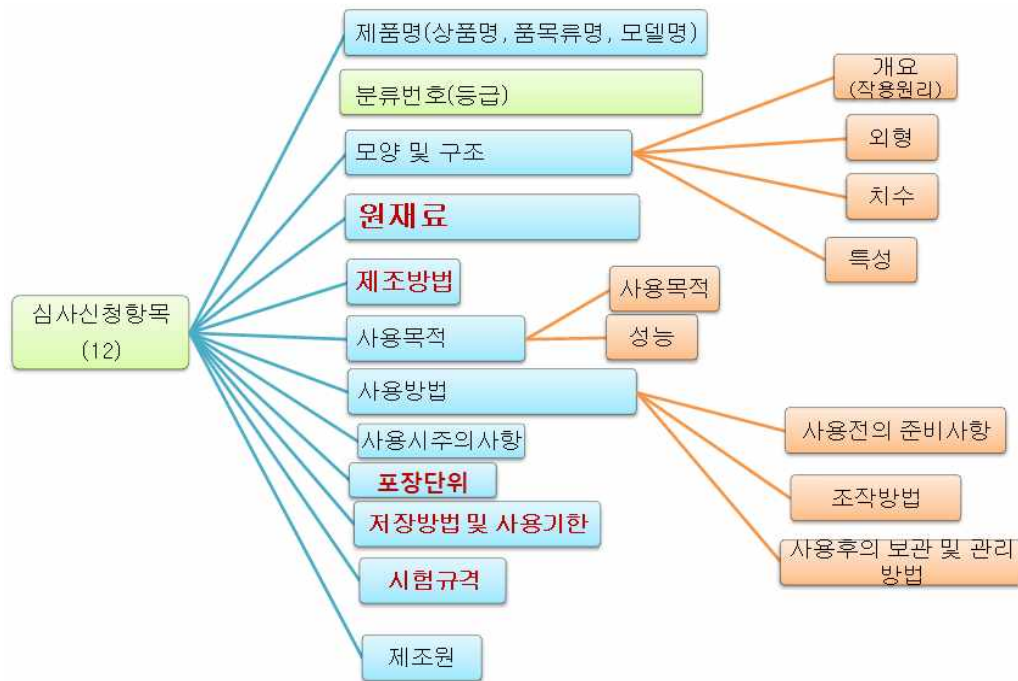 제품명(상품명, 품목류명, 모델명)
분류번호(등급)
모양 및 구조
원재료
제조방법
사용목적
사용방법
사용시주의사항
포장단위
저장방법 및 사용기한
시험규격
제조원
심사신청항목
(12)
개요
(작용원리)
외형
치수
특성
사용목적
성능
사용전의 준비사항
조작방법
사용후의 보관 및 관리
방법